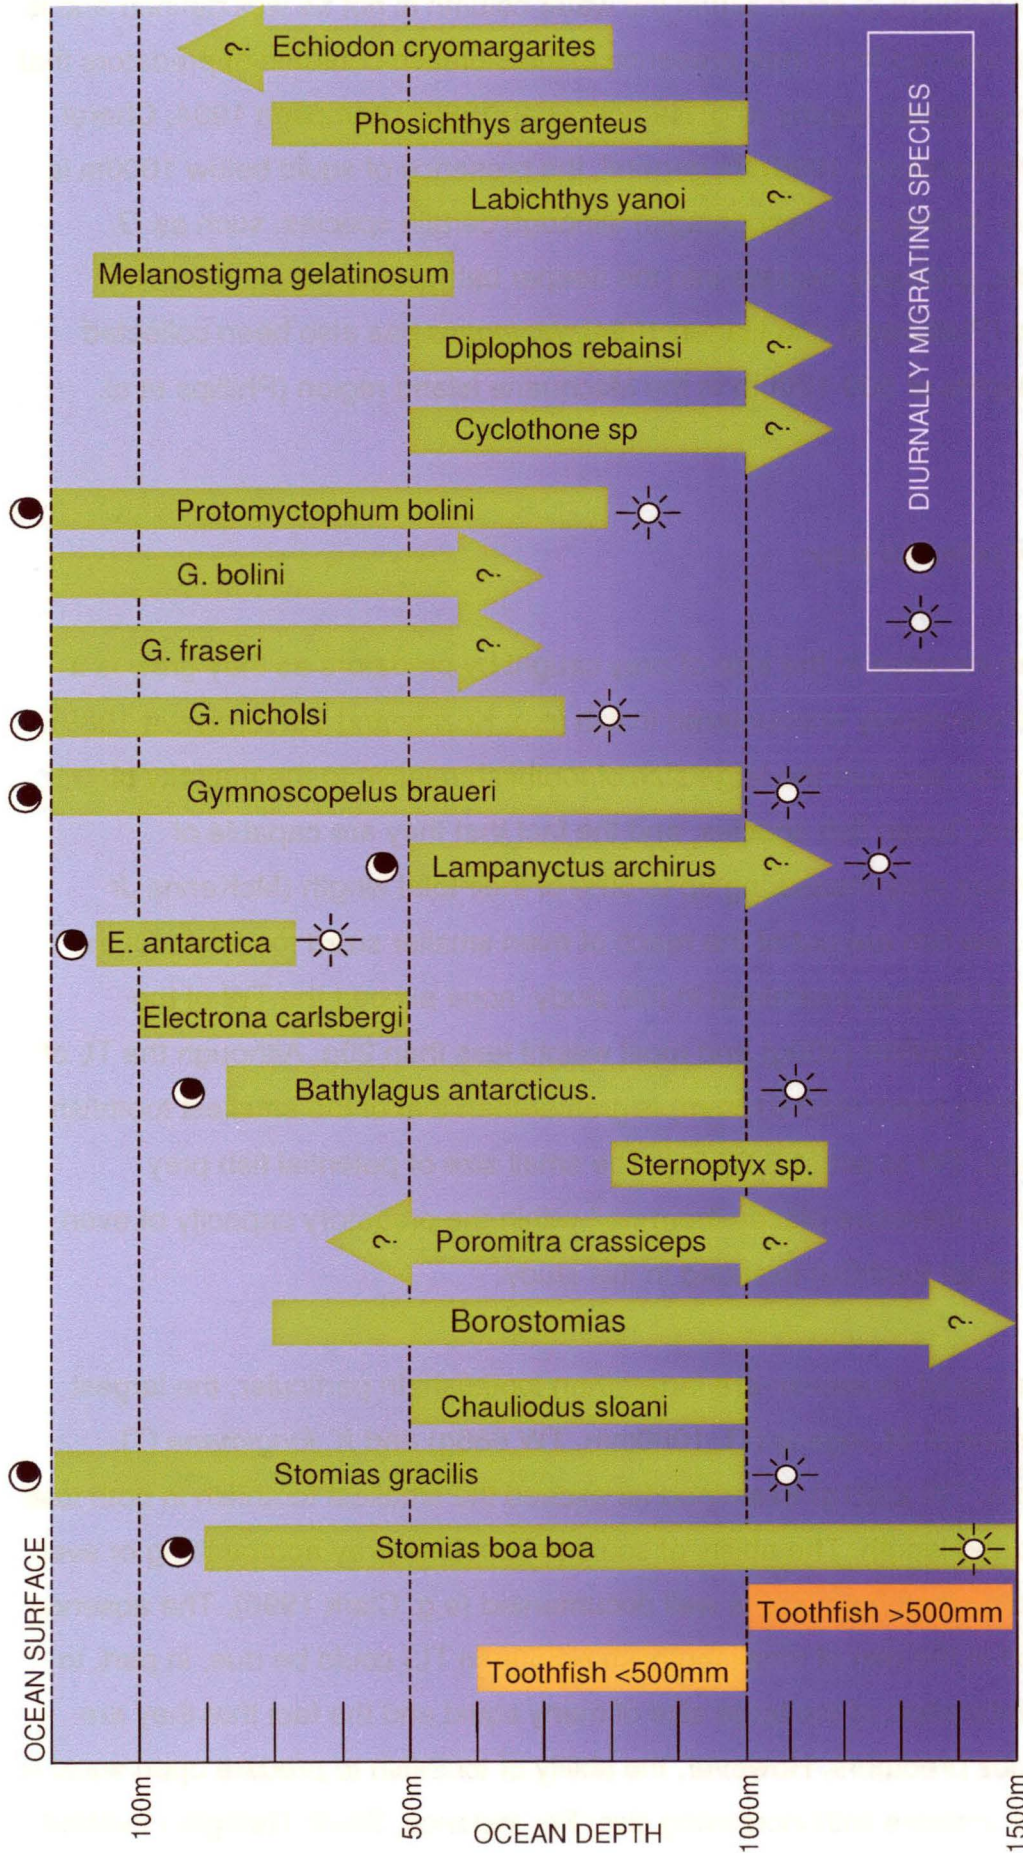 Echiodon cryomargarites
?
Phosichthys argenteus
Labichthys yanoi
?
Melanostigma gelatinosum
Diplophos rebainsi
?
Cyclothone sp
?
Protomyctophum bolini
G. bolini
?
G. fraseri
?
G. nicholsi
Gymnoscopelus braueri
Lampanyctus archirus
?
E. antarctica
Electrona carlsbergi
Bathylagus antarcticus.
Sternoptyx sp.
?
Poromitra crassiceps
?
Borostomias
?
Chauliodus sloani
Stomias gracilis
Stomias boa boa
Toothfish >500mm
Toothfish <500mm
DIURNALLY MIGRATING SPECIES
OCEAN SURFACE
100m
500m
1000m
1500m
OCEAN DEPTH